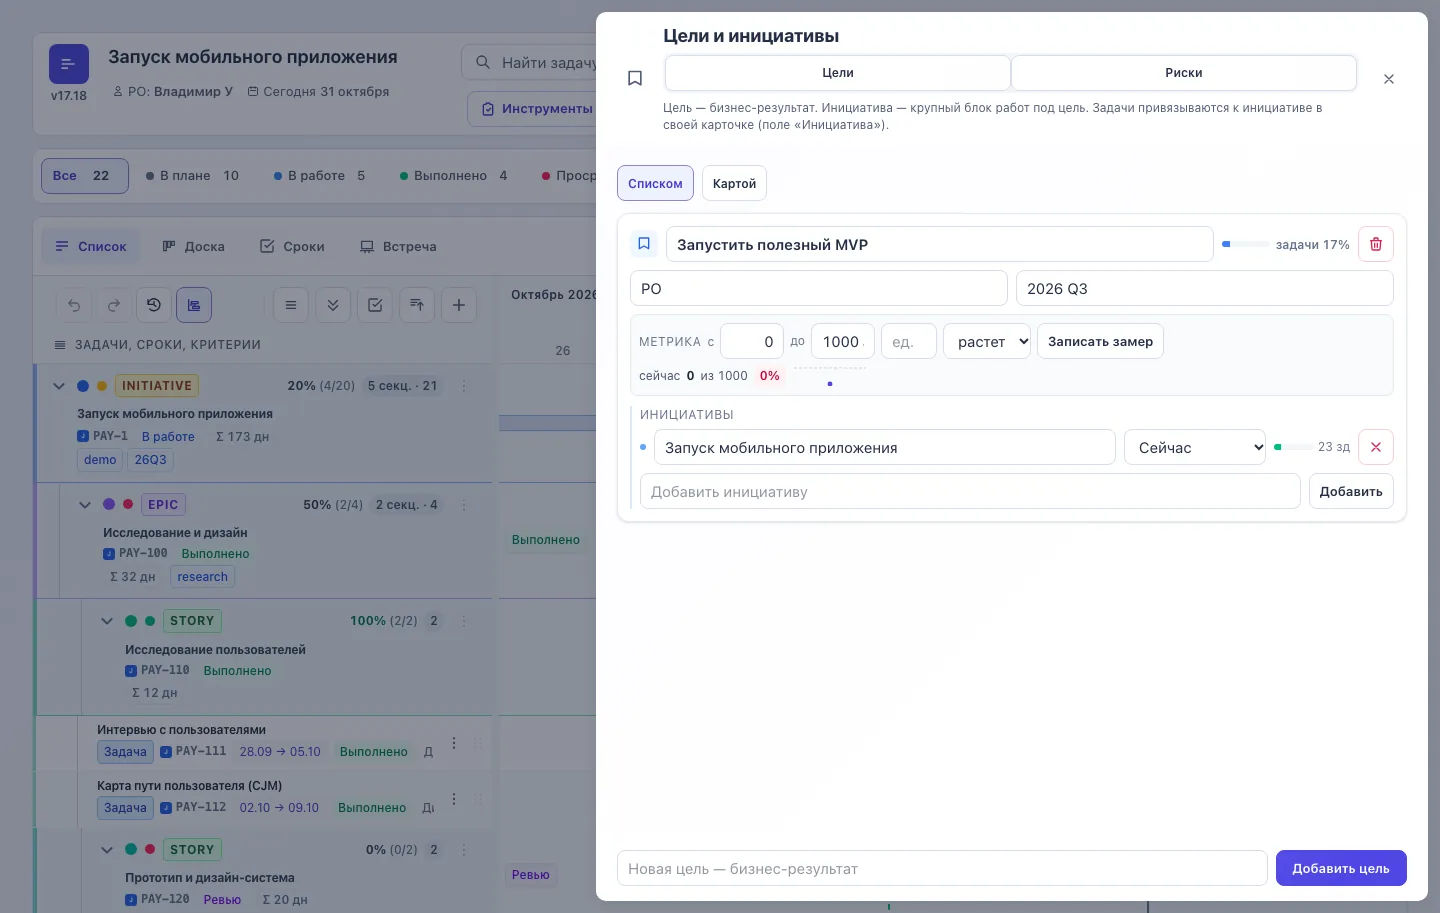 Запуск мобильного приложения
v17.18
РО: Владимир У
Сегодня 31 октября
Найти задачу
Инструменты
Все 22
В плане 10
В работе 5
Выполнено 4
Проср
Список
Доска
Сроки
Встреча
ЗАДАЧИ, СРОКИ, КРИТЕРИИ
Октябрь 2026
26
INITIATIVE
20% (4/20)
5 секц. · 21
Запуск мобильного приложения
PAY-1
В работе
Σ 173 дн
demo
26Q3
EPIC
50% (2/4)
2 секц. · 4
Исследование и дизайн
PAY-100
Выполнено
Σ 32 дн
research
Выполнено
STORY
100% (2/2)
2
Исследование пользователей
PAY-110
Выполнено
Σ 12 дн
Интервью с пользователями
Задача
PAY-111
28.09 → 05.10
Выполнено
Карта пути пользователя (CJM)
Задача
PAY-112
02.10 → 09.10
Выполнено
STORY
0% (0/2)
2
Прототип и дизайн-система
PAY-120
Ревью
Σ 20 дн
Ревью
Цели и инициативы
Цели
Риски
Цель — бизнес-результат. Инициатива — крупный блок работ под цель. Задачи привязываются к инициативе в
своей карточке (поле «Инициатива»).
Списком
Картой
Запустить полезный MVP
задачи 17%
РО
2026 Q3
МЕТРИКА с 0 до 1000 ед. растет
Записать замер
сейчас 0 из 1000 0%
ИНИЦИАТИВЫ
Запуск мобильного приложения
Сейчас
23 зд
Добавить инициативу
Добавить
Новая цель — бизнес-результат
Добавить цель